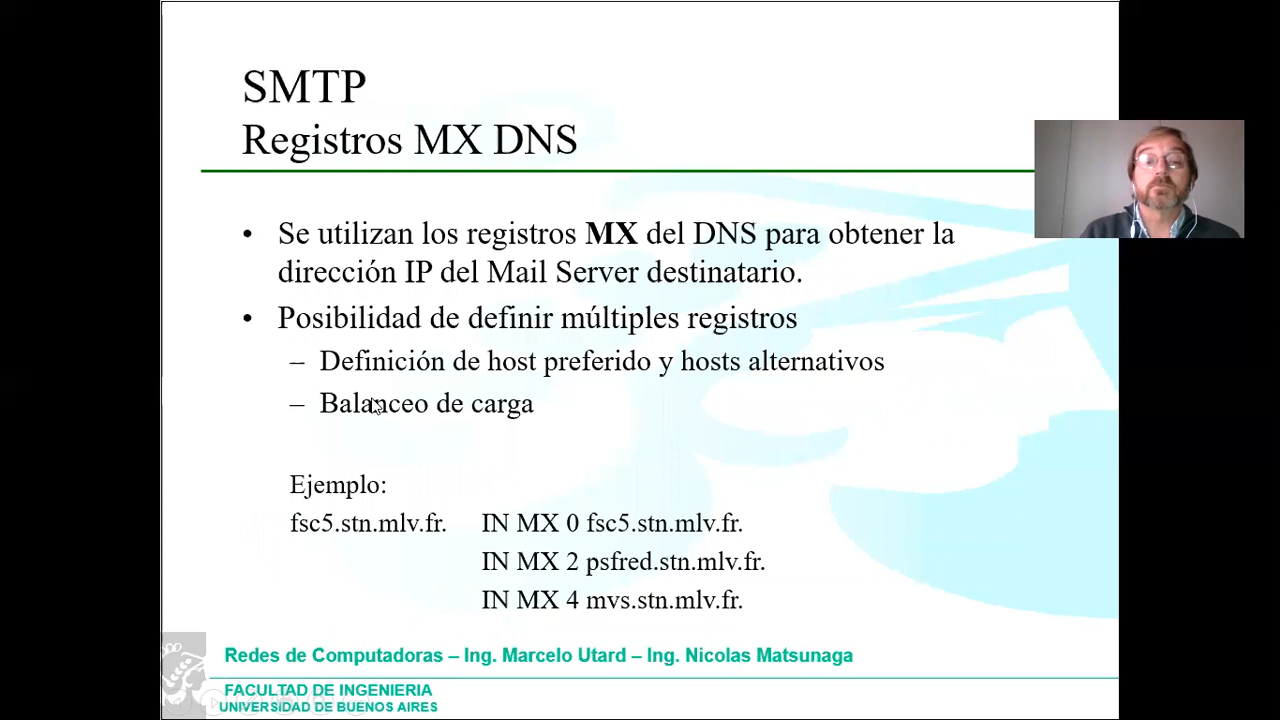 SMTP
Registros MX DNS
• Se utilizan los registros MX del DNS para obtener la
dirección IP del Mail Server destinatario.
• Posibilidad de definir múltiples registros
– Definición de host preferido y hosts alternativos
– Balanceo de carga
Ejemplo:
fsc5.stn.mlv.fr. IN MX 0 fsc5.stn.mlv.fr.
IN MX 2 psfred.stn.mlv.fr.
IN MX 4 mvs.stn.mlv.fr.
Redes de Computadoras – Ing. Marcelo Utard – Ing. Nicolas Matsunaga
FACULTAD DE INGENIERIA
UNIVERSIDAD DE BUENOS AIRES